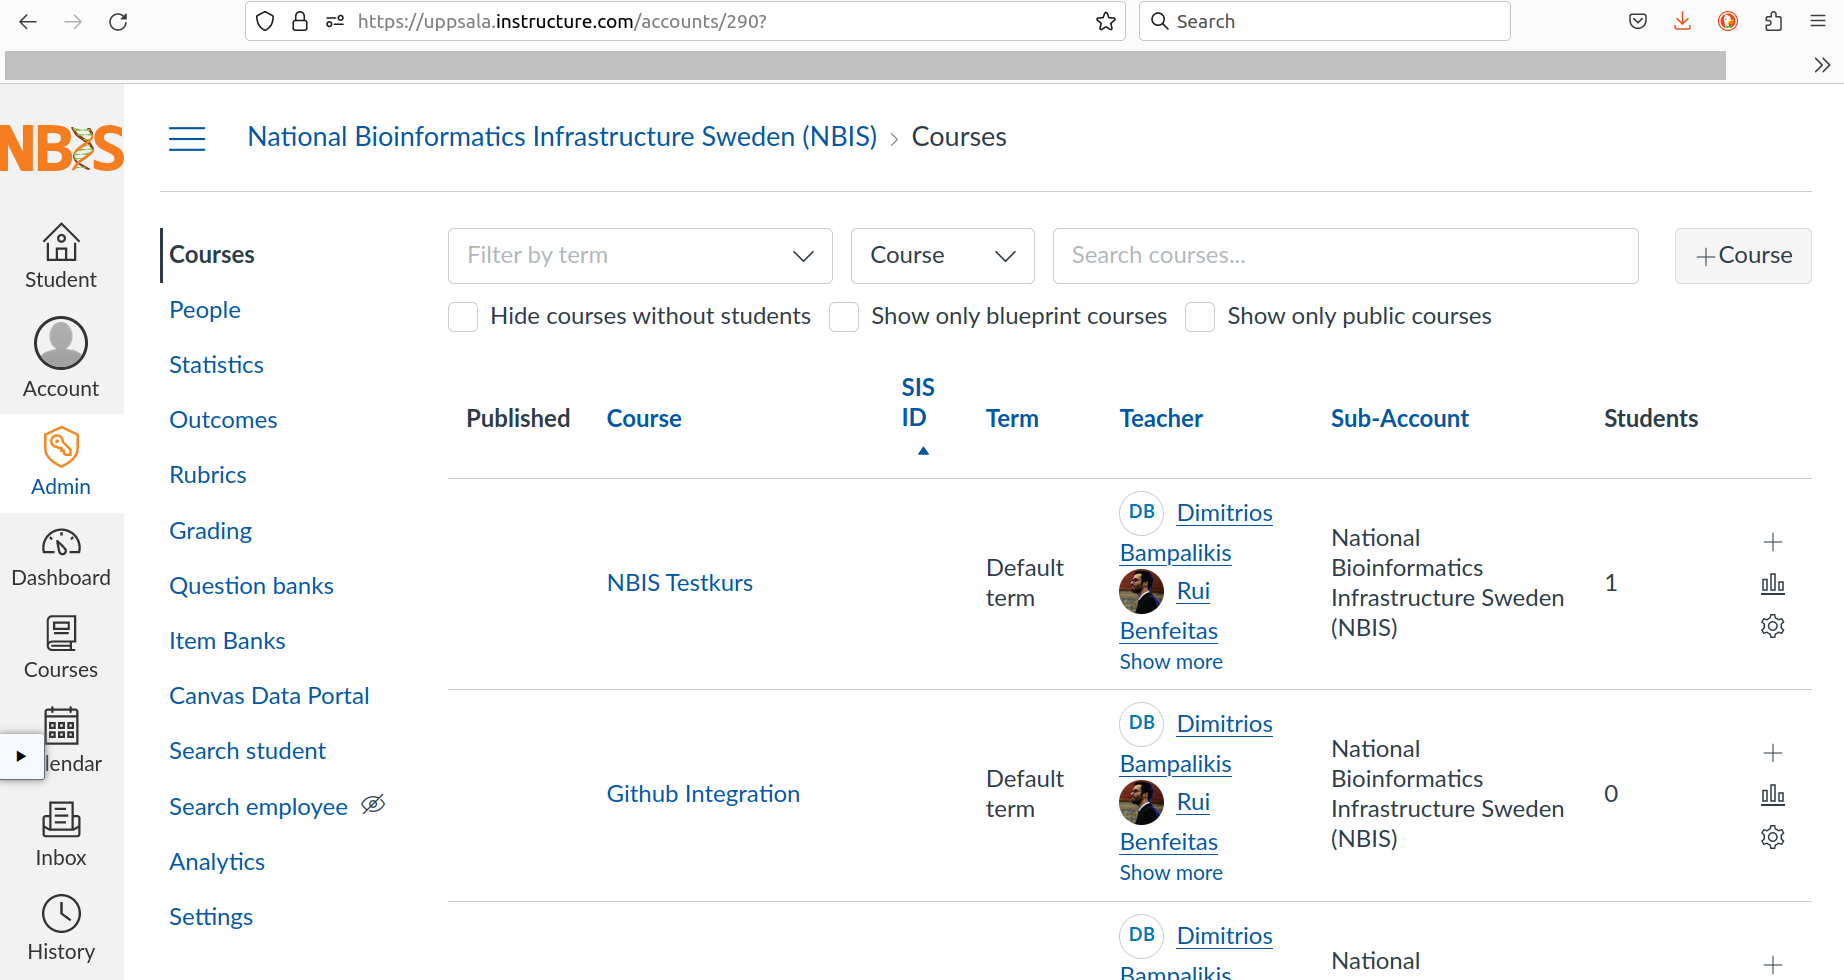 https://uppsala.instructure.com/accounts/290?
Search
NBIS
National Bioinformatics Infrastructure Sweden (NBIS) › Courses
Student
Account
Admin
Dashboard
Courses
lendar
Inbox
History
Courses
People
Statistics
Outcomes
Rubrics
Grading
Question banks
Item Banks
Canvas Data Portal
Search student
Search employee
Analytics
Settings
Filter by term
Course
Search courses...
+Course
Hide courses without students
Show only blueprint courses
Show only public courses
Published
Course
SIS
ID
Term
Teacher
Sub-Account
Students
NBIS Testkurs
Default
term
DB Dimitrios
Bampalikis
Rui
Benfeitas
Show more
National
Bioinformatics
Infrastructure Sweden
(NBIS)
1
Github Integration
Default
term
DB Dimitrios
Bampalikis
Rui
Benfeitas
Show more
National
Bioinformatics
Infrastructure Sweden
(NBIS)
0
DB Dimitrios
Bampalikis
National